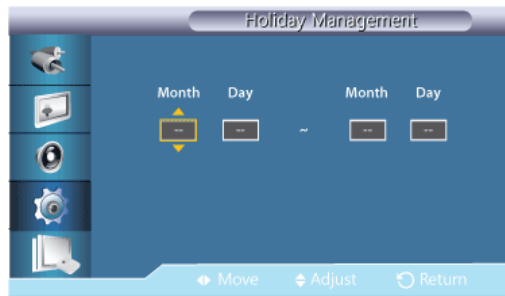 Holiday Management
Month Day Month Day
-- -- ~ -- --
Move Adjust Return